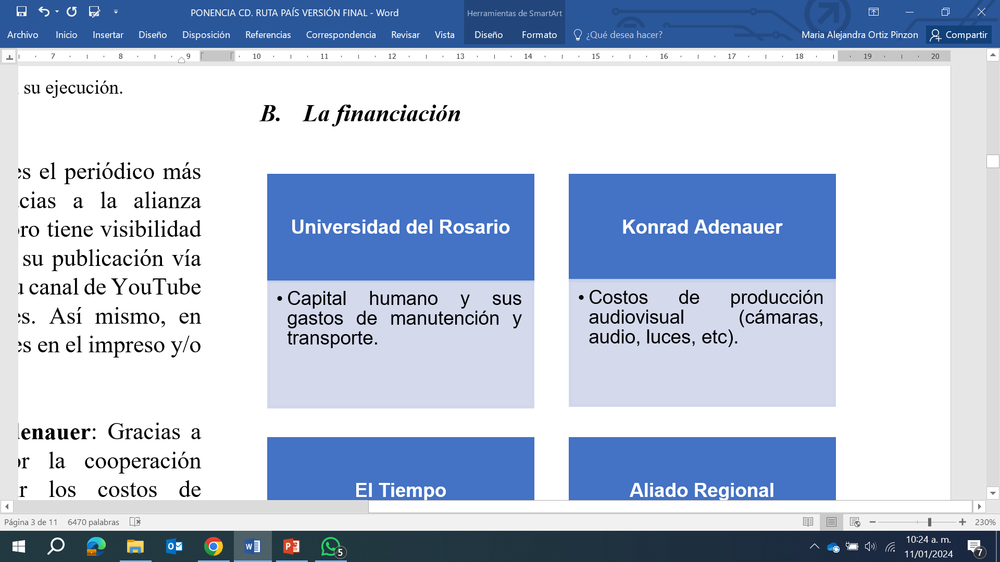 PONENCIA CD. RUTA PAÍS VERSIÓN FINAL - Word
Herramientas de SmartArt
Archivo Inicio Insertar Diseño Disposición Referencias Correspondencia Revisar Vista Diseño Formato ¿Qué desea hacer? Maria Alejandra Ortiz Pinzon Compartir
7 8 9 10 11 12 13 14 15 16 17 18 19 20
su ejecución.
B. La financiación
es el periódico más
a la alianza
tiene visibilidad
su publicación vía
canal de YouTube
Así mismo, en
en el impreso y/o
denauer: Gracias a
la cooperación
los costos de
Universidad del Rosario
• Capital humano y sus
gastos de manutención y
transporte.
Konrad Adenauer
• Costos de producción
audiovisual (cámaras,
audio, luces, etc).
El Tiempo
Aliado Regional
Página 3 de 11 6470 palabras 230%
5
10:24 a. m.
11/01/2024
7